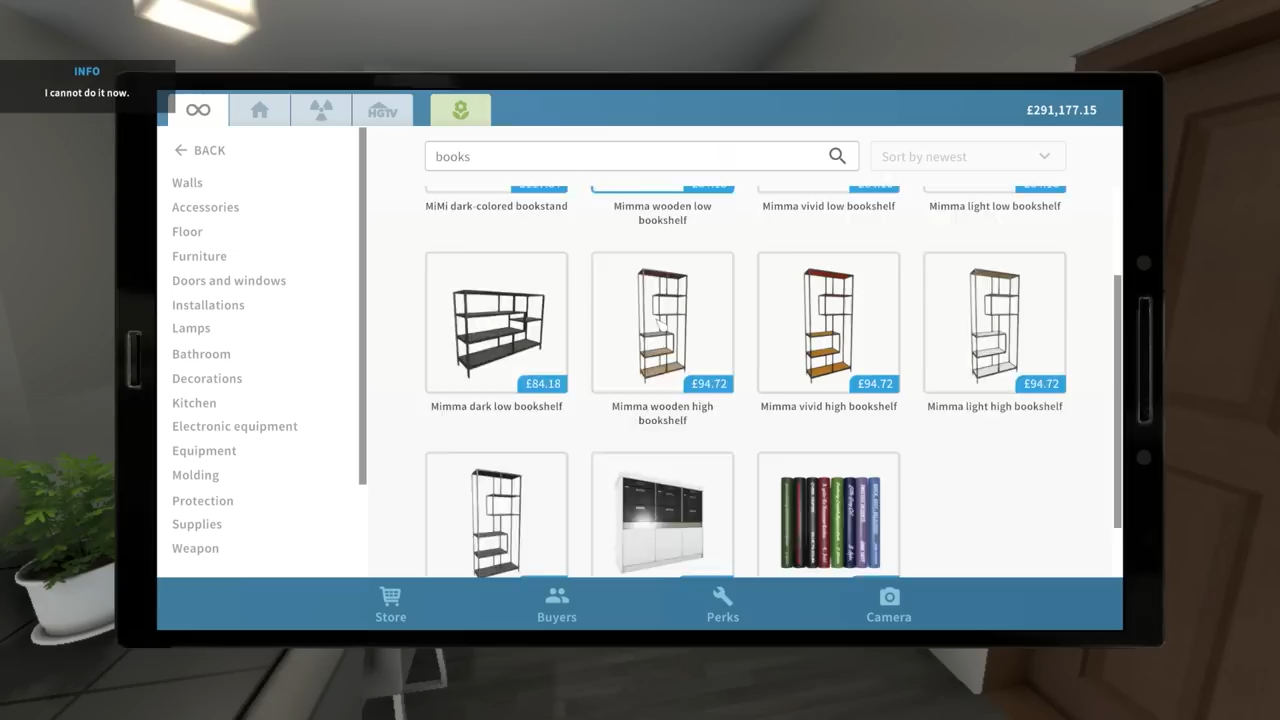 INFO
I cannot do it now.
HGTV
£291,177.15
BACK
books
Sort by newest
Walls
Accessories
Floor
Furniture
Doors and windows
Installations
Lamps
Bathroom
Decorations
Kitchen
Electronic equipment
Equipment
Molding
Protection
Supplies
Weapon
MiMi dark-colored bookstand
Mimma wooden low
bookshelf
Mimma vivid low bookshelf
Mimma light low bookshelf
£84.18
£94.72
£94.72
£94.72
Mimma dark low bookshelf
Mimma wooden high
bookshelf
Mimma vivid high bookshelf
Mimma light high bookshelf
Store
Buyers
Perks
Camera